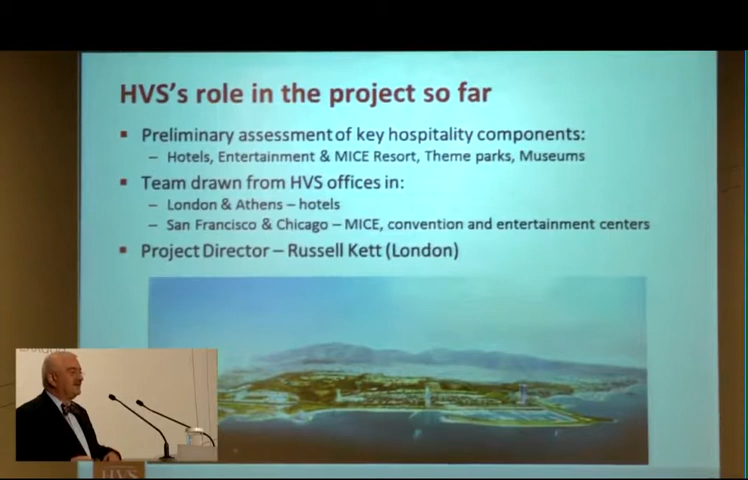 HVS's role in the project so far
Preliminary assessment of key hospitality components:
– Hotels, Entertainment & MICE Resort, Theme parks, Museums
Team drawn from HVS offices in:
– London & Athens – hotels
– San Francisco & Chicago – MICE, convention and entertainment centers
Project Director – Russell Kett (London)
HVS